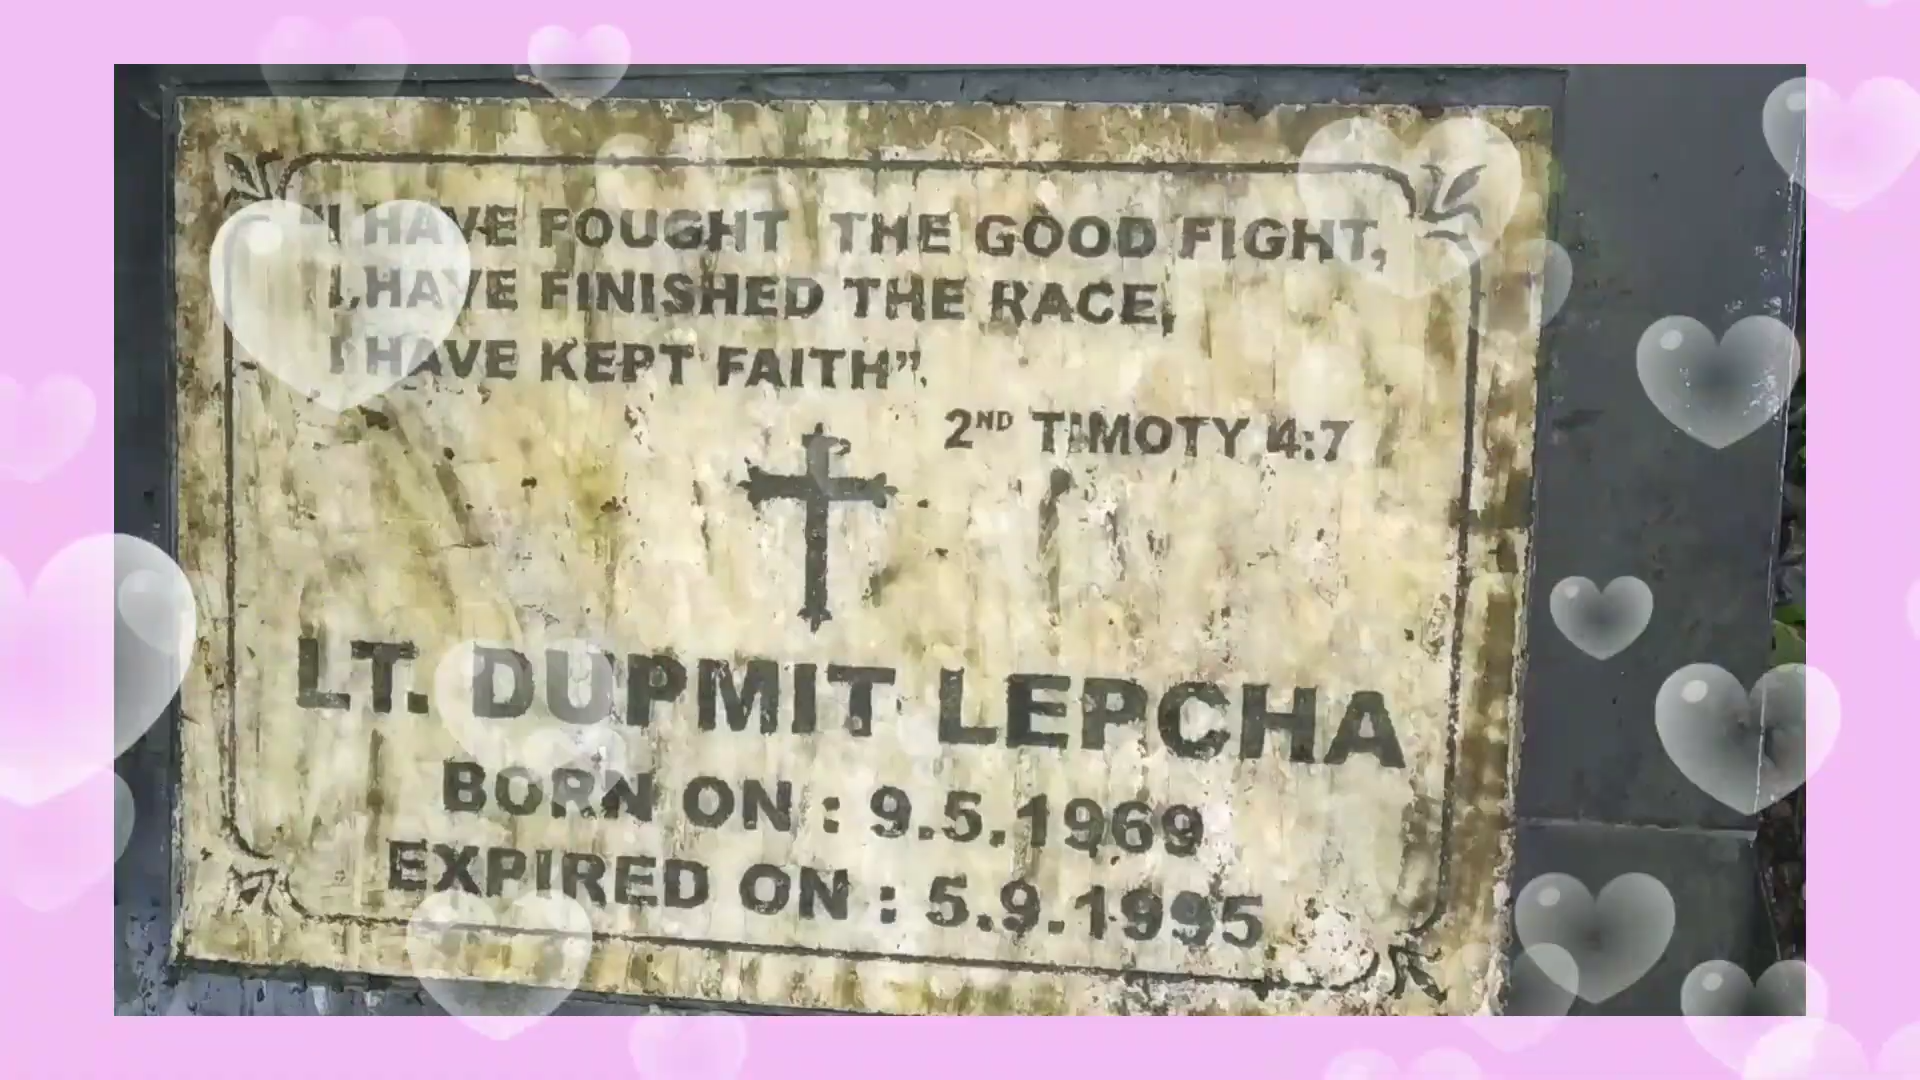 "I HAVE FOUGHT THE GOOD FIGHT,
I HAVE FINISHED THE RACE,
I HAVE KEPT FAITH".
2ND TIMOTY 4:7
LT. DUPMIT LEPCHA
BORN ON : 9.5.1969
EXPIRED ON : 5.9.1995